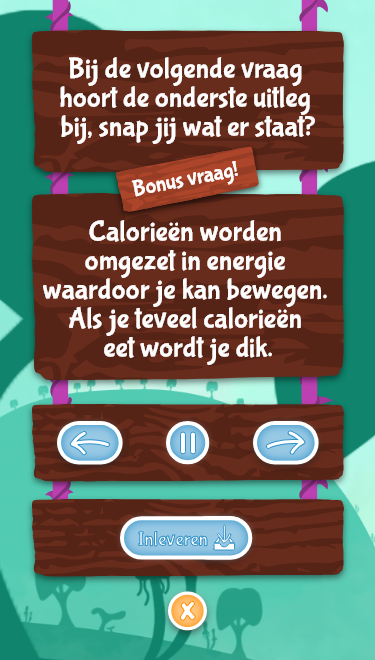 Bij de volgende vraag
hoort de onderste uitleg
bij, snap jij wat er staat?
Bonus vraag!
Calorieën worden
omgezet in energie
waardoor je kan bewegen.
Als je teveel calorieën
eet wordt je dik.
Inleveren